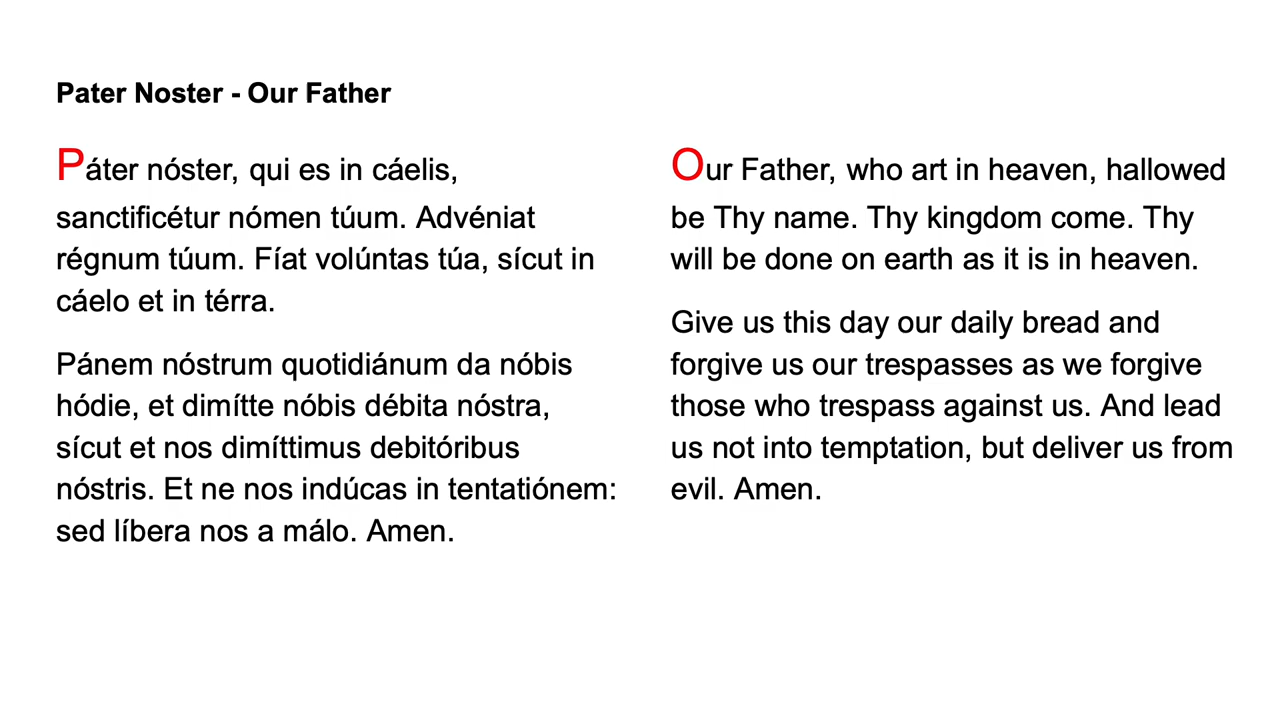 Pater Noster - Our Father
Páter nóster, qui es in cáelis,
sanctificétur nómen túum. Advéniat
régnum túum. Fíat volúntas túa, sícut in
cáelo et in térra.
Pánem nóstrum quotidiánum da nóbis
hódie, et dimítte nóbis débita nóstra,
sícut et nos dimíttimus debitóribus
nóstris. Et ne nos indúcas in tentatiónem:
sed líbera nos a málo. Amen.
Our Father, who art in heaven, hallowed
be Thy name. Thy kingdom come. Thy
will be done on earth as it is in heaven.
Give us this day our daily bread and
forgive us our trespasses as we forgive
those who trespass against us. And lead
us not into temptation, but deliver us from
evil. Amen.